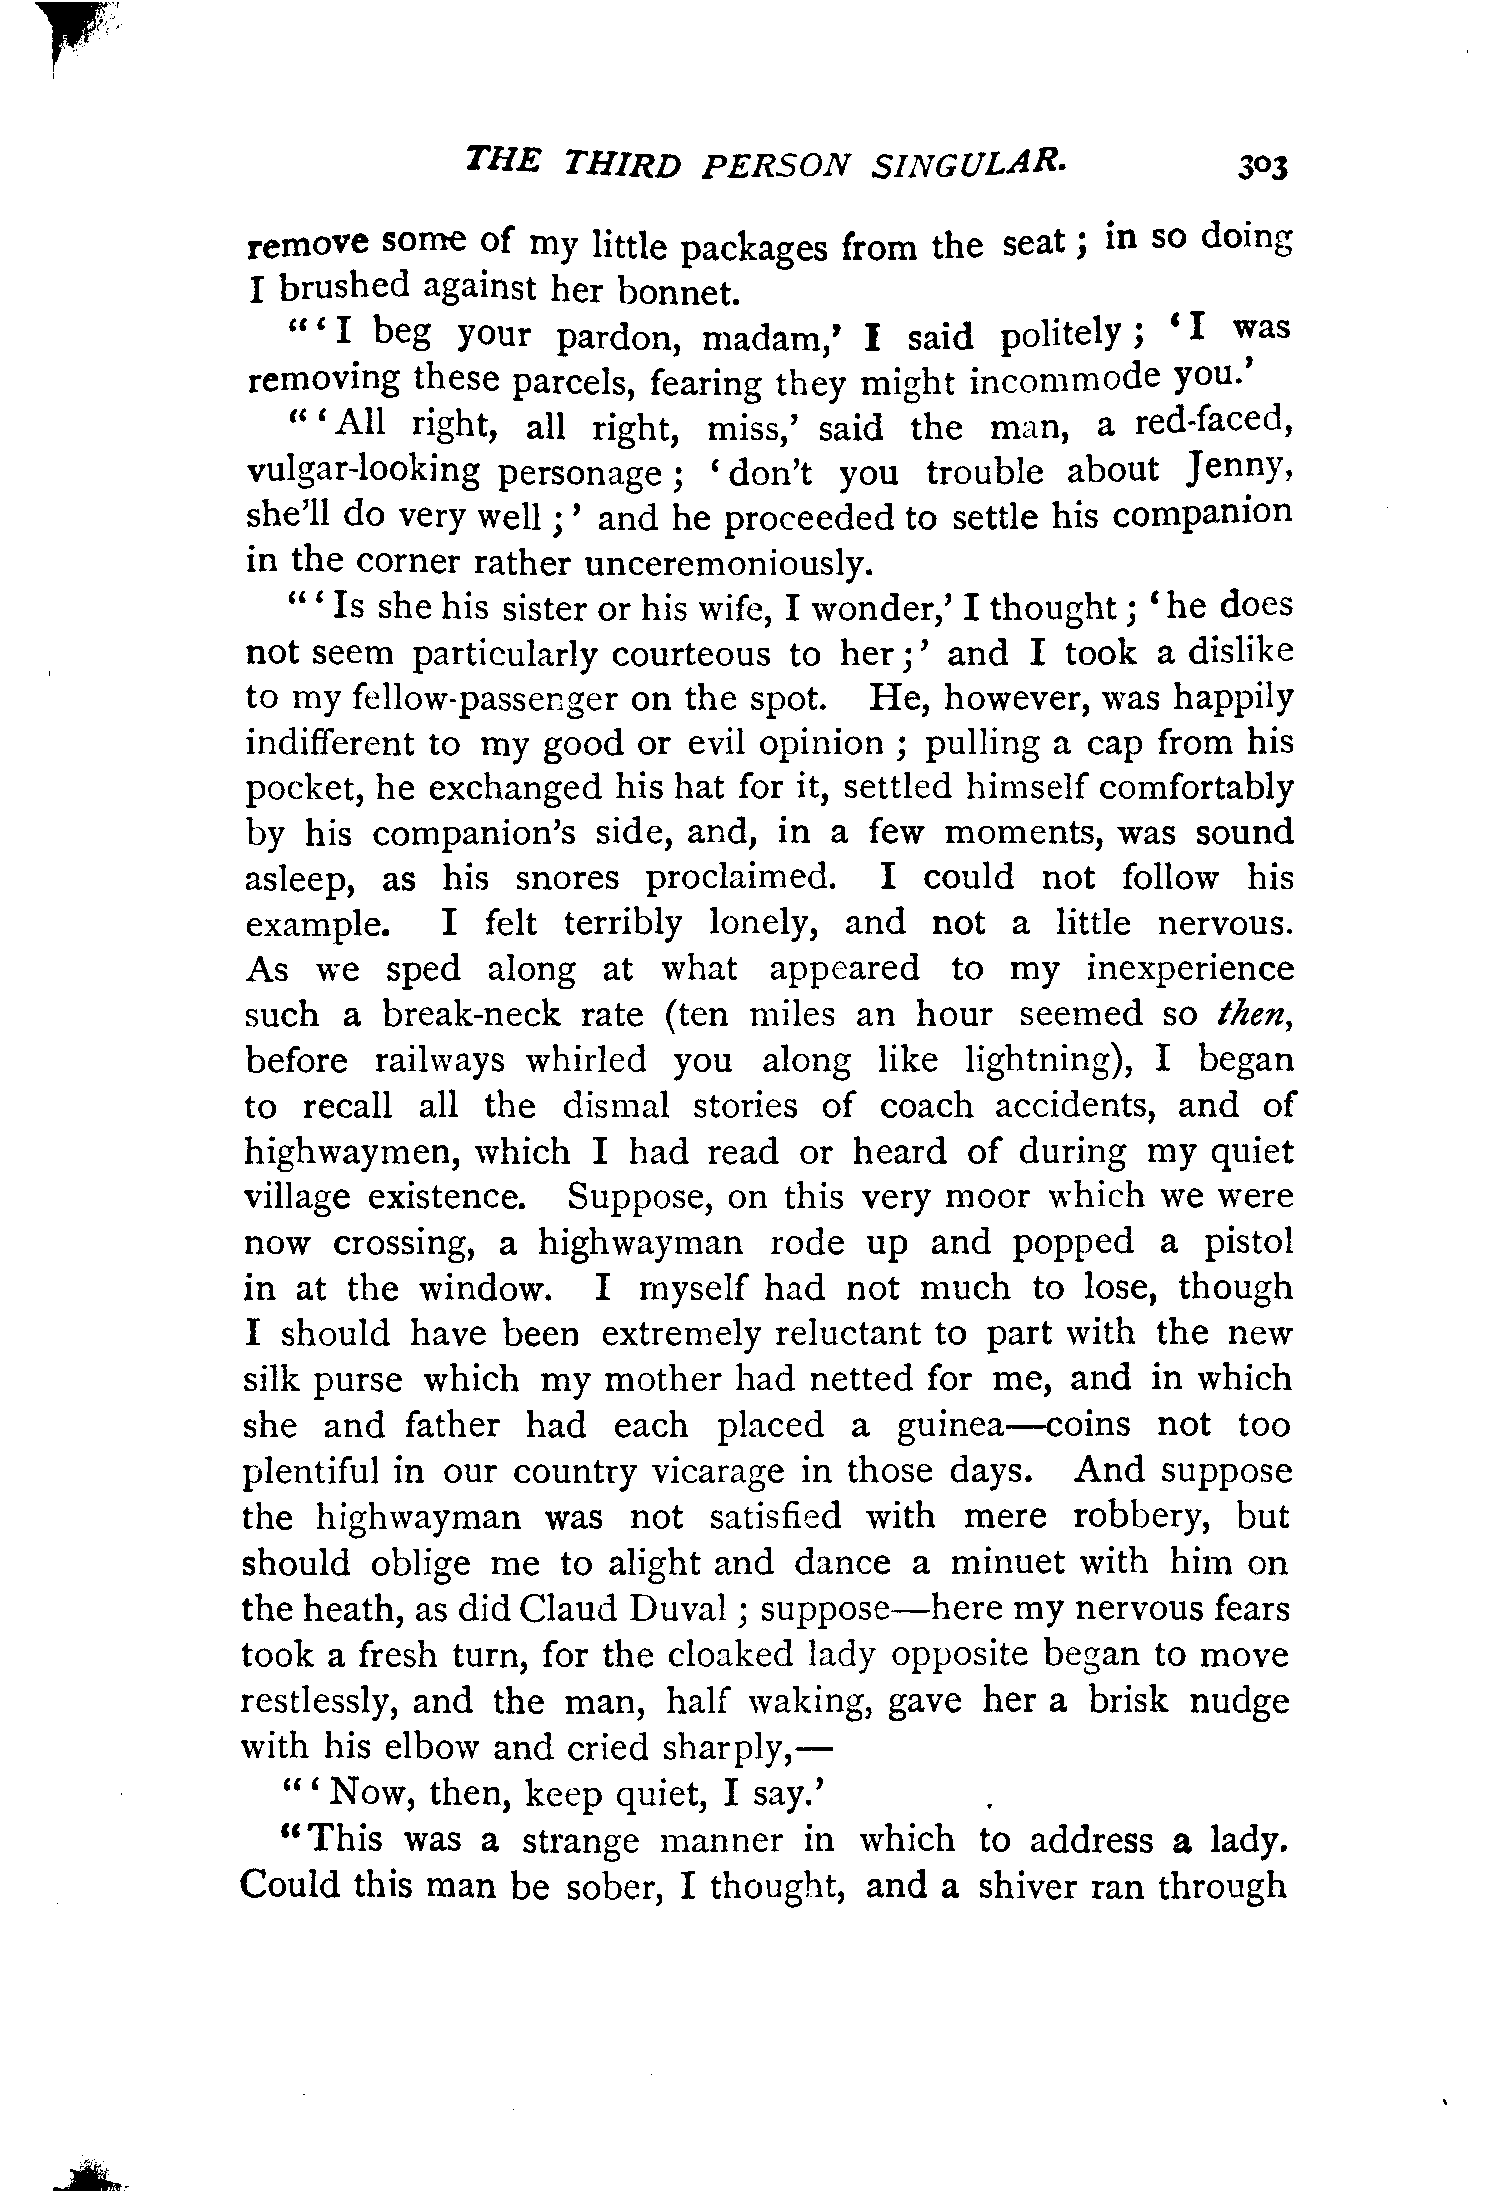 THE THIRD PERSON SINGULAR. 303
remove some of my little packages from the seat ; in so doing
I brushed against her bonnet.
"'I beg your pardon, madam,' I said politely ; 'I was
removing these parcels, fearing they might incommode you.'
"'All right, all right, miss,' said the man, a red-faced,
vulgar-looking personage ; 'don't you trouble about Jenny,
she'll do very well ;' and he proceeded to settle his companion
in the corner rather unceremoniously.
"'Is she his sister or his wife, I wonder,' I thought ; 'he does
not seem particularly courteous to her ;' and I took a dislike
to my fellow-passenger on the spot. He, however, was happily
indifferent to my good or evil opinion ; pulling a cap from his
pocket, he exchanged his hat for it, settled himself comfortably
by his companion's side, and, in a few moments, was sound
asleep, as his snores proclaimed. I could not follow his
example. I felt terribly lonely, and not a little nervous.
As we sped along at what appeared to my inexperience
such a break-neck rate (ten miles an hour seemed so then,
before railways whirled you along like lightning), I began
to recall all the dismal stories of coach accidents, and of
highwaymen, which I had read or heard of during my quiet
village existence. Suppose, on this very moor which we were
now crossing, a highwayman rode up and popped a pistol
in at the window. I myself had not much to lose, though
I should have been extremely reluctant to part with the new
silk purse which my mother had netted for me, and in which
she and father had each placed a guinea—coins not too
plentiful in our country vicarage in those days. And suppose
the highwayman was not satisfied with mere robbery, but
should oblige me to alight and dance a minuet with him on
the heath, as did Claud Duval ; suppose—here my nervous fears
took a fresh turn, for the cloaked lady opposite began to move
restlessly, and the man, half waking, gave her a brisk nudge
with his elbow and cried sharply,—
"'Now, then, keep quiet, I say.'
"This was a strange manner in which to address a lady.
Could this man be sober, I thought, and a shiver ran through